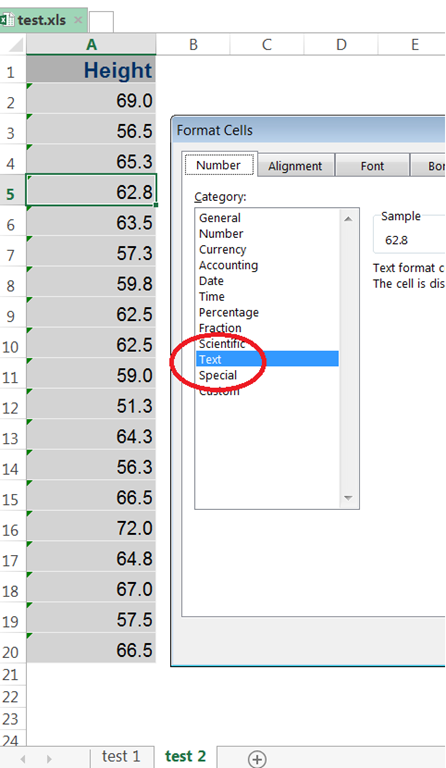 test.xls ×
A B C D E
1 Height
2 69.0
3 56.5
4 65.3
5 62.8
6 63.5
7 57.3
8 59.8
9 62.5
10 62.5
11 59.0
12 51.3
13 64.3
14 56.3
15 66.5
16 72.0
17 64.8
18 67.0
19 57.5
20 66.5
21
22
23
24
Format Cells
Number Alignment Font Bor
Category:
General
Number
Currency
Accounting
Date
Time
Percentage
Fraction
Scientific
Text
Special
Custom
Sample
62.8
Text format c
The cell is dis
test 1 test 2